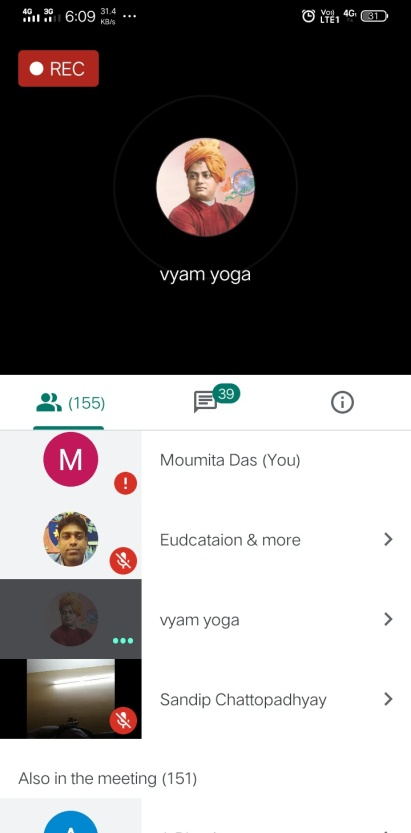 4G 3G 6:09 31.4 KB/s ... Voo LTE1 4G 31
REC
vyam yoga
(155) 39
M Moumita Das (You)
Eudcataion & more
vyam yoga
Sandip Chattopadhyay
Also in the meeting (151)